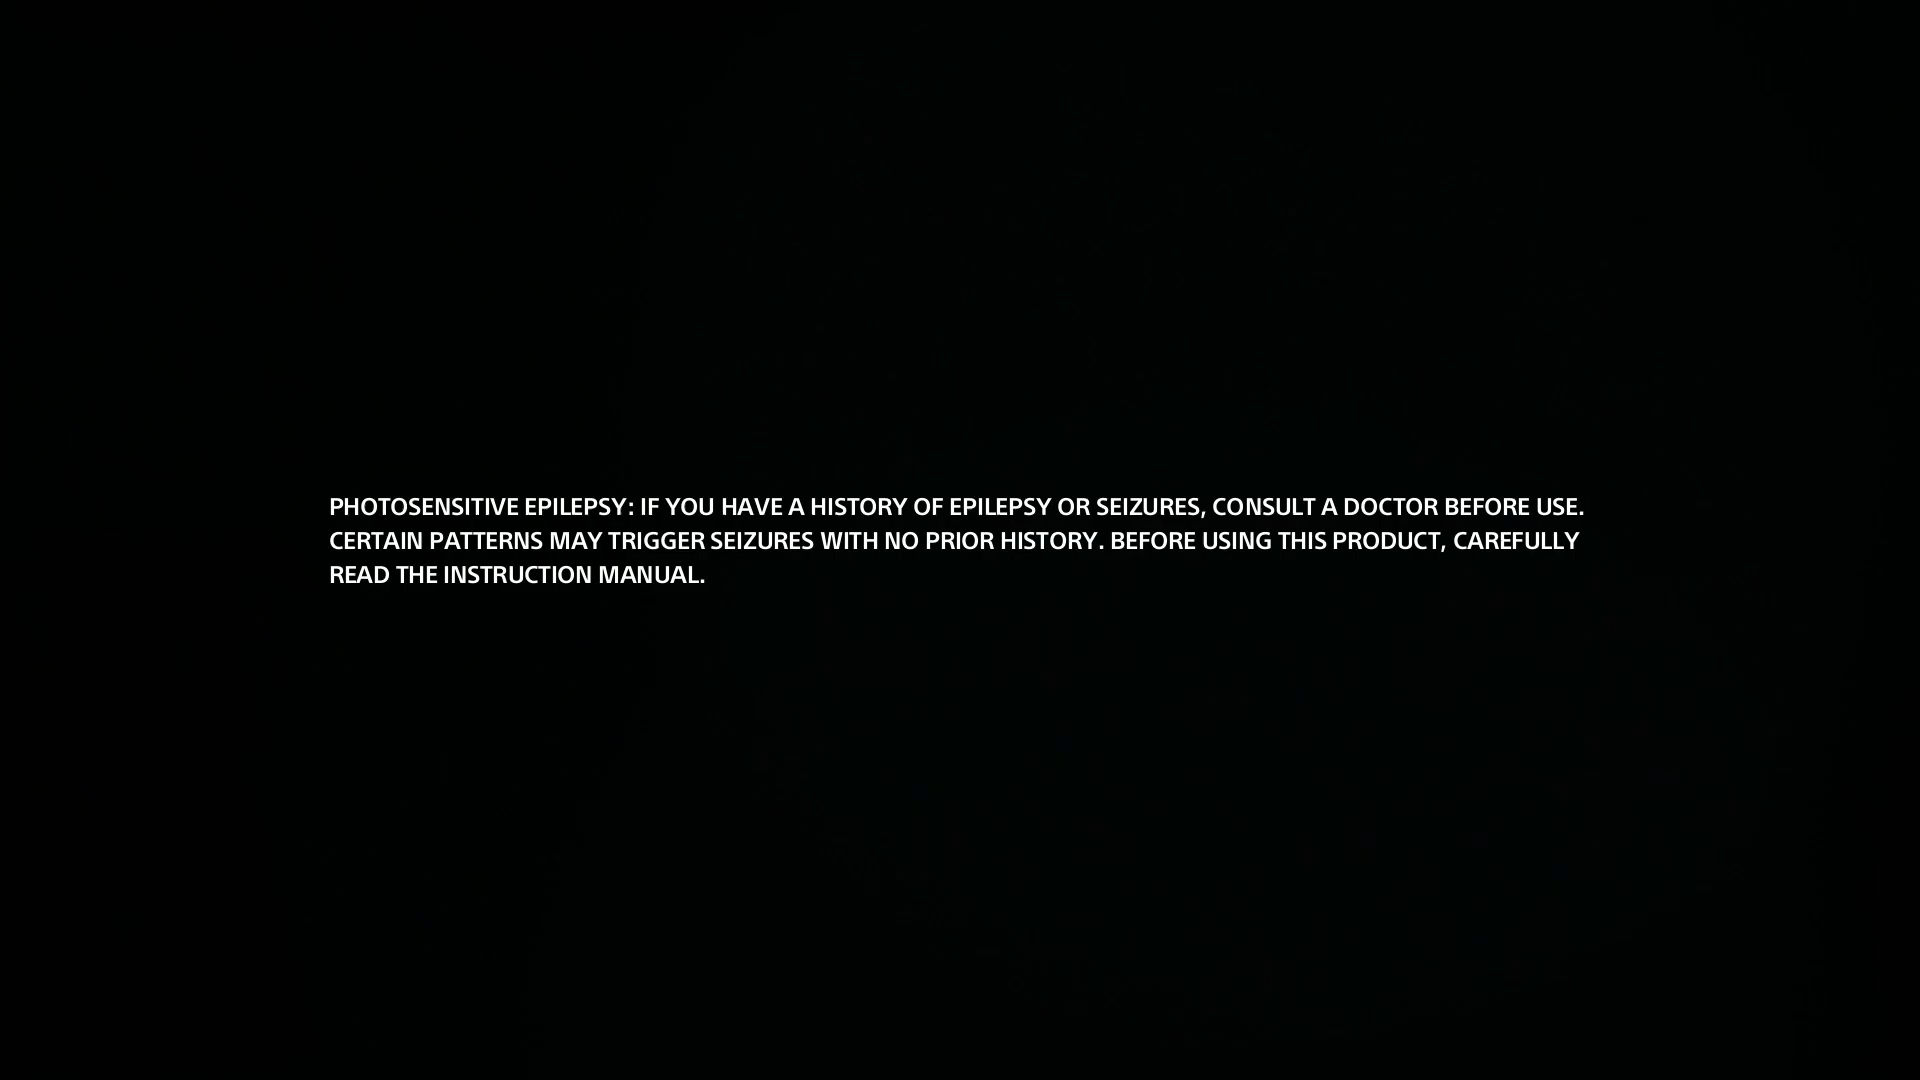 PHOTOSENSITIVE EPILEPSY: IF YOU HAVE A HISTORY OF EPILEPSY OR SEIZURES, CONSULT A DOCTOR BEFORE USE.
CERTAIN PATTERNS MAY TRIGGER SEIZURES WITH NO PRIOR HISTORY. BEFORE USING THIS PRODUCT, CAREFULLY
READ THE INSTRUCTION MANUAL.